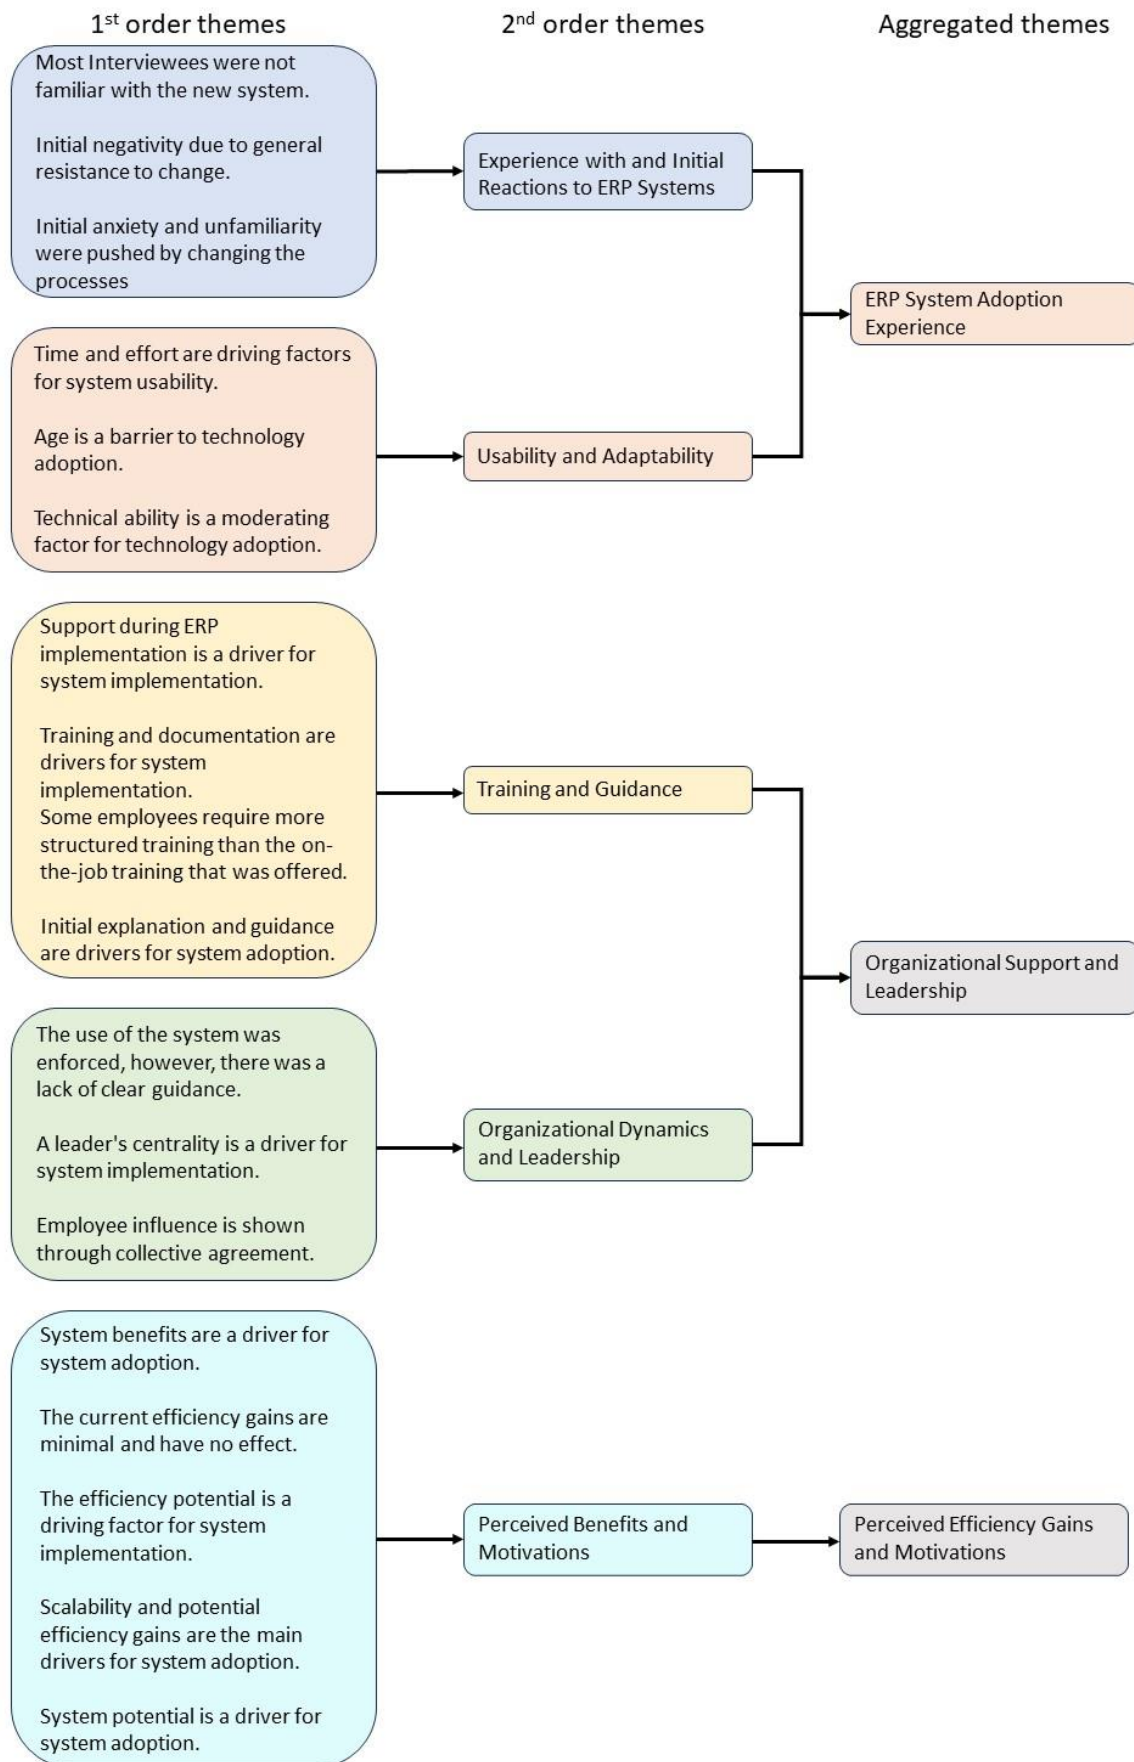 1st order themes
2nd order themes
Aggregated themes
Most Interviewees were not
familiar with the new system.
Initial negativity due to general
resistance to change.
Initial anxiety and unfamiliarity
were pushed by changing the
processes
Experience with and Initial
Reactions to ERP Systems
ERP System Adoption
Experience
Time and effort are driving factors
for system usability.
Age is a barrier to technology
adoption.
Technical ability is a moderating
factor for technology adoption.
Usability and Adaptability
Support during ERP
implementation is a driver for
system implementation.
Training and documentation are
drivers for system
implementation.
Some employees require more
structured training than the on-
the-job training that was offered.
Initial explanation and guidance
are drivers for system adoption.
Training and Guidance
Organizational Support and
Leadership
The use of the system was
enforced, however, there was a
lack of clear guidance.
A leader's centrality is a driver for
system implementation.
Employee influence is shown
through collective agreement.
Organizational Dynamics
and Leadership
System benefits are a driver for
system adoption.
The current efficiency gains are
minimal and have no effect.
The efficiency potential is a
driving factor for system
implementation.
Scalability and potential
efficiency gains are the main
drivers for system adoption.
System potential is a driver for
system adoption.
Perceived Benefits and
Motivations
Perceived Efficiency Gains
and Motivations